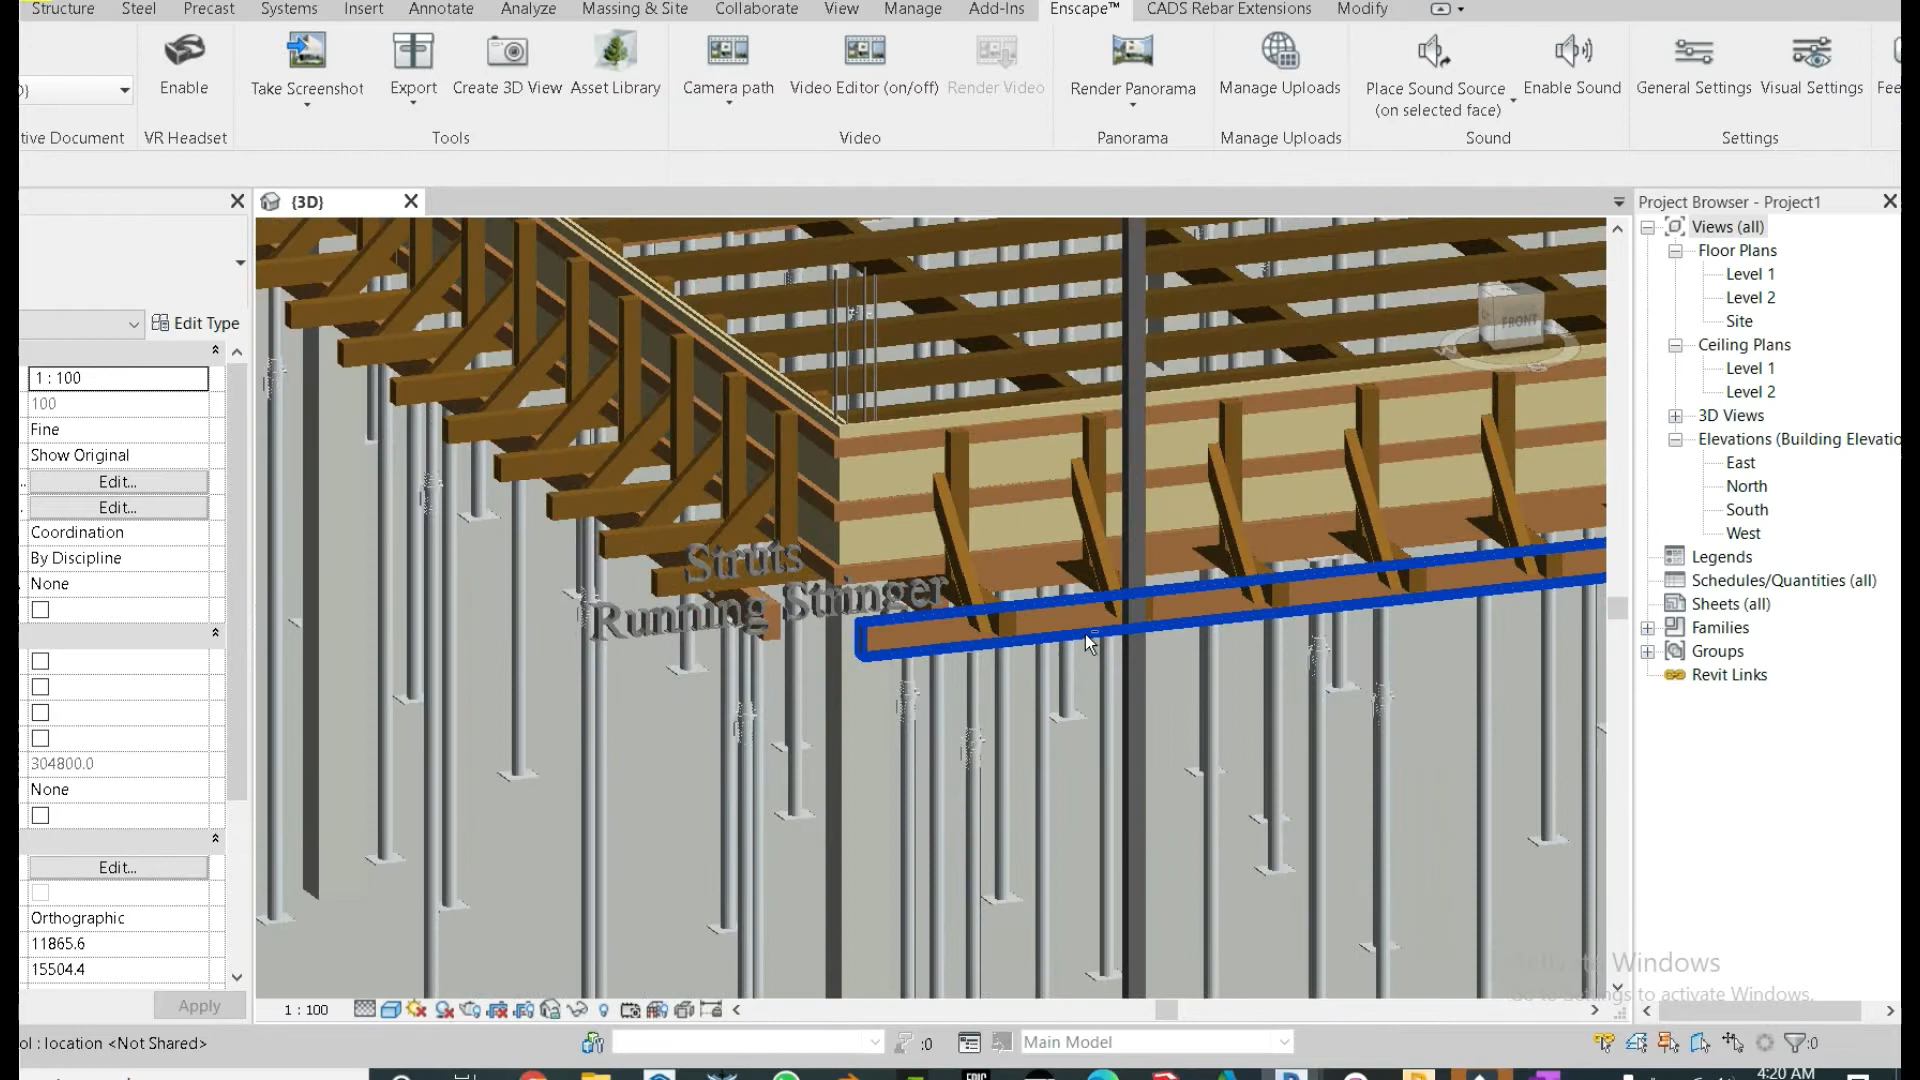 Structure Steel Precast Systems Insert Annotate Analyze Massing & Site Collaborate View Manage Add-Ins Enscape™ CADS Rebar Extensions Modify
Enable Take Screenshot Export Create 3D View Asset Library Camera path Video Editor (on/off) Render Video Render Panorama Manage Uploads Place Sound Source Enable Sound General Settings Visual Settings Fee
(on selected face)
tive Document VR Headset Tools Video Panorama Manage Uploads Sound Settings
{3D}
Project Browser - Project1
Views (all)
Floor Plans
Level 1
Level 2
Site
Ceiling Plans
Level 1
Level 2
3D Views
Elevations (Building Elevatio
East
North
South
West
Legends
Schedules/Quantities (all)
Sheets (all)
Families
Groups
Revit Links
Edit Type
1 : 100
100
Fine
Show Original
Edit...
Edit...
Coordination
By Discipline
None
304800.0
None
Edit...
Orthographic
11865.6
15504.4
Apply
FRONT
Struts
Running Stringer
Windows
to activate Windows.
1 : 100
ol : location <Not Shared>
:0
Main Model
:0
4:20 AM